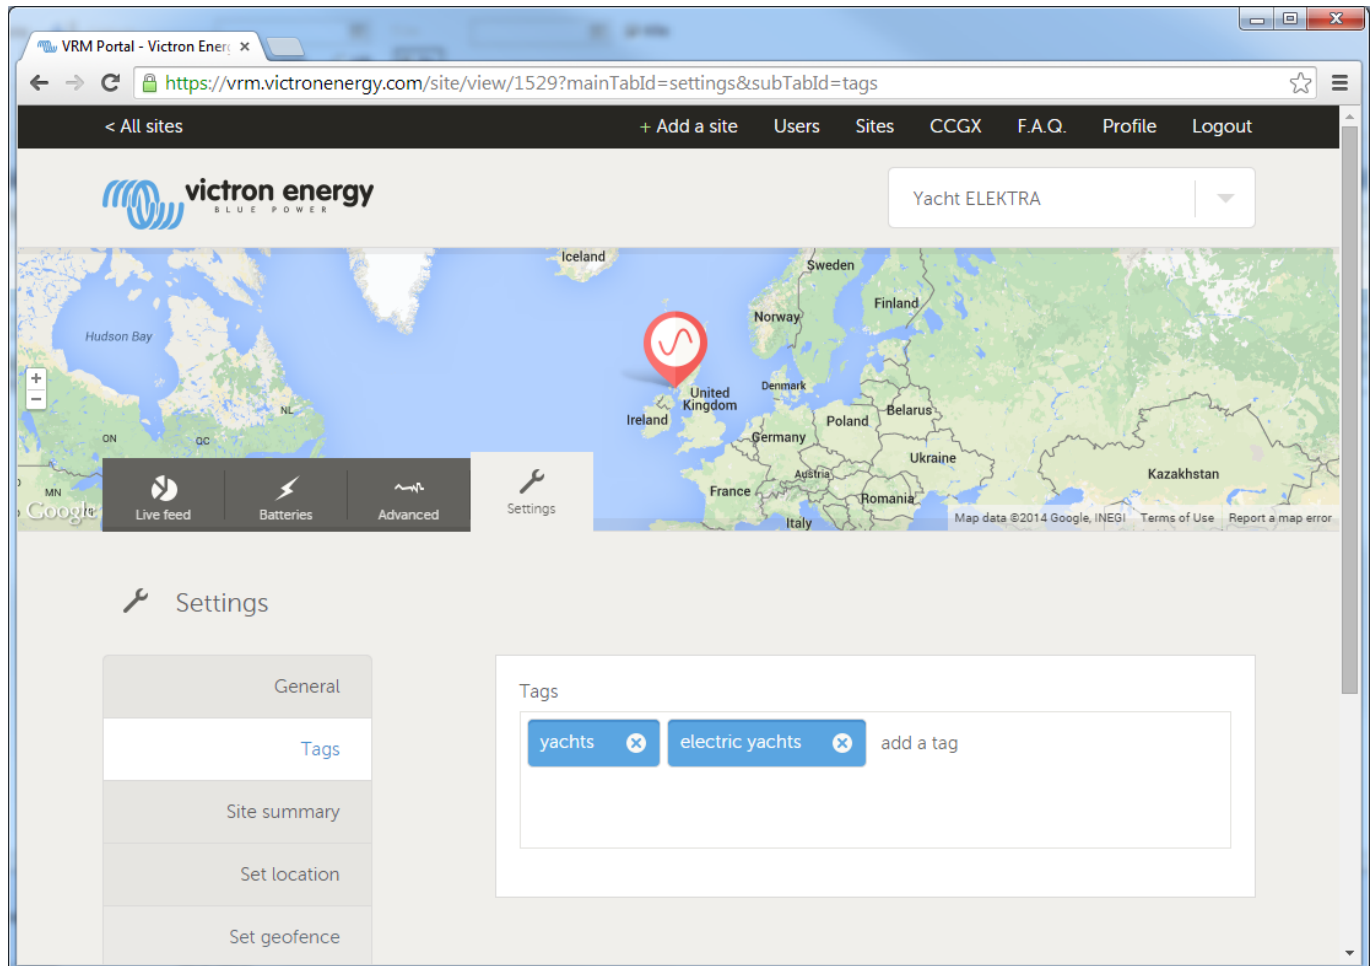 VRM Portal - Victron Ener
https://vrm.victronenergy.com/site/view/1529?mainTabId=settings&subTabId=tags
< All sites + Add a site Users Sites CCGX F.A.Q. Profile Logout
victron energy
BLUE POWER
Yacht ELEKTRA
Iceland
Sweden
Finland
Norway
Hudson Bay
+
−
United
Kingdom
Denmark
Ireland
NL
Belarus
Poland
ON
QC
Germany
Ukraine
Austria
Kazakhstan
MN
France
Romania
Google
Italy
Live feed Batteries Advanced Settings
Map data ©2014 Google, INEGI Terms of Use Report a map error
Settings
General
Tags
Site summary
Set location
Set geofence
Tags
yachts electric yachts add a tag